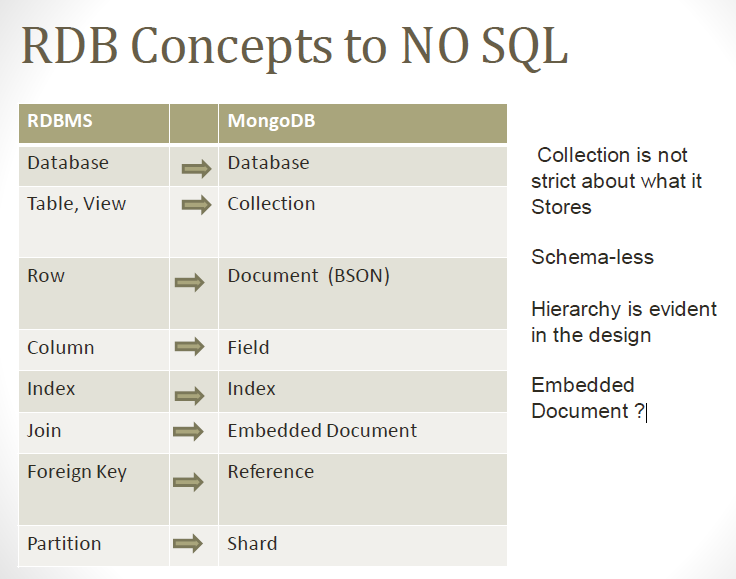 RDB Concepts to NO SQL
RDBMS MongoDB
Database Database
Table, View Collection
Row Document (BSON)
Column Field
Index Index
Join Embedded Document
Foreign Key Reference
Partition Shard
Collection is not
strict about what it
Stores
Schema-less
Hierarchy is evident
in the design
Embedded
Document ?